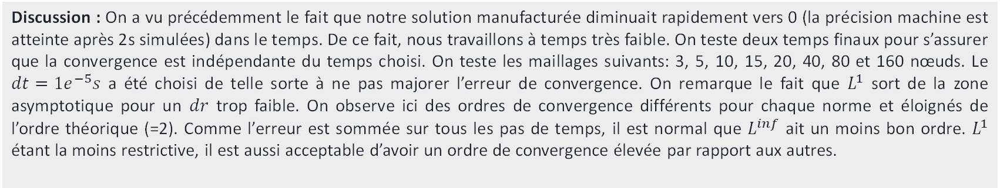 Discussion : On a vu précédemment le fait que notre solution manufacturée diminuait rapidement vers 0 (la précision machine est
atteinte après 2s simulées) dans le temps. De ce fait, nous travaillons à temps très faible. On teste deux temps finaux pour s’assurer
que la convergence est indépendante du temps choisi. On teste les maillages suivants: 3, 5, 10, 15, 20, 40, 80 et 160 nœuds. Le
$dt = 1e^{-5}s$ a été choisi de telle sorte à ne pas majorer l’erreur de convergence. On remarque le fait que $L^1$ sort de la zone
asymptotique pour un $dr$ trop faible. On observe ici des ordres de convergence différents pour chaque norme et éloignés de
l’ordre théorique (=2). Comme l’erreur est sommée sur tous les pas de temps, il est normal que $L^{inf}$ ait un moins bon ordre. $L^1$
étant la moins restrictive, il est aussi acceptable d’avoir un ordre de convergence élevée par rapport aux autres.